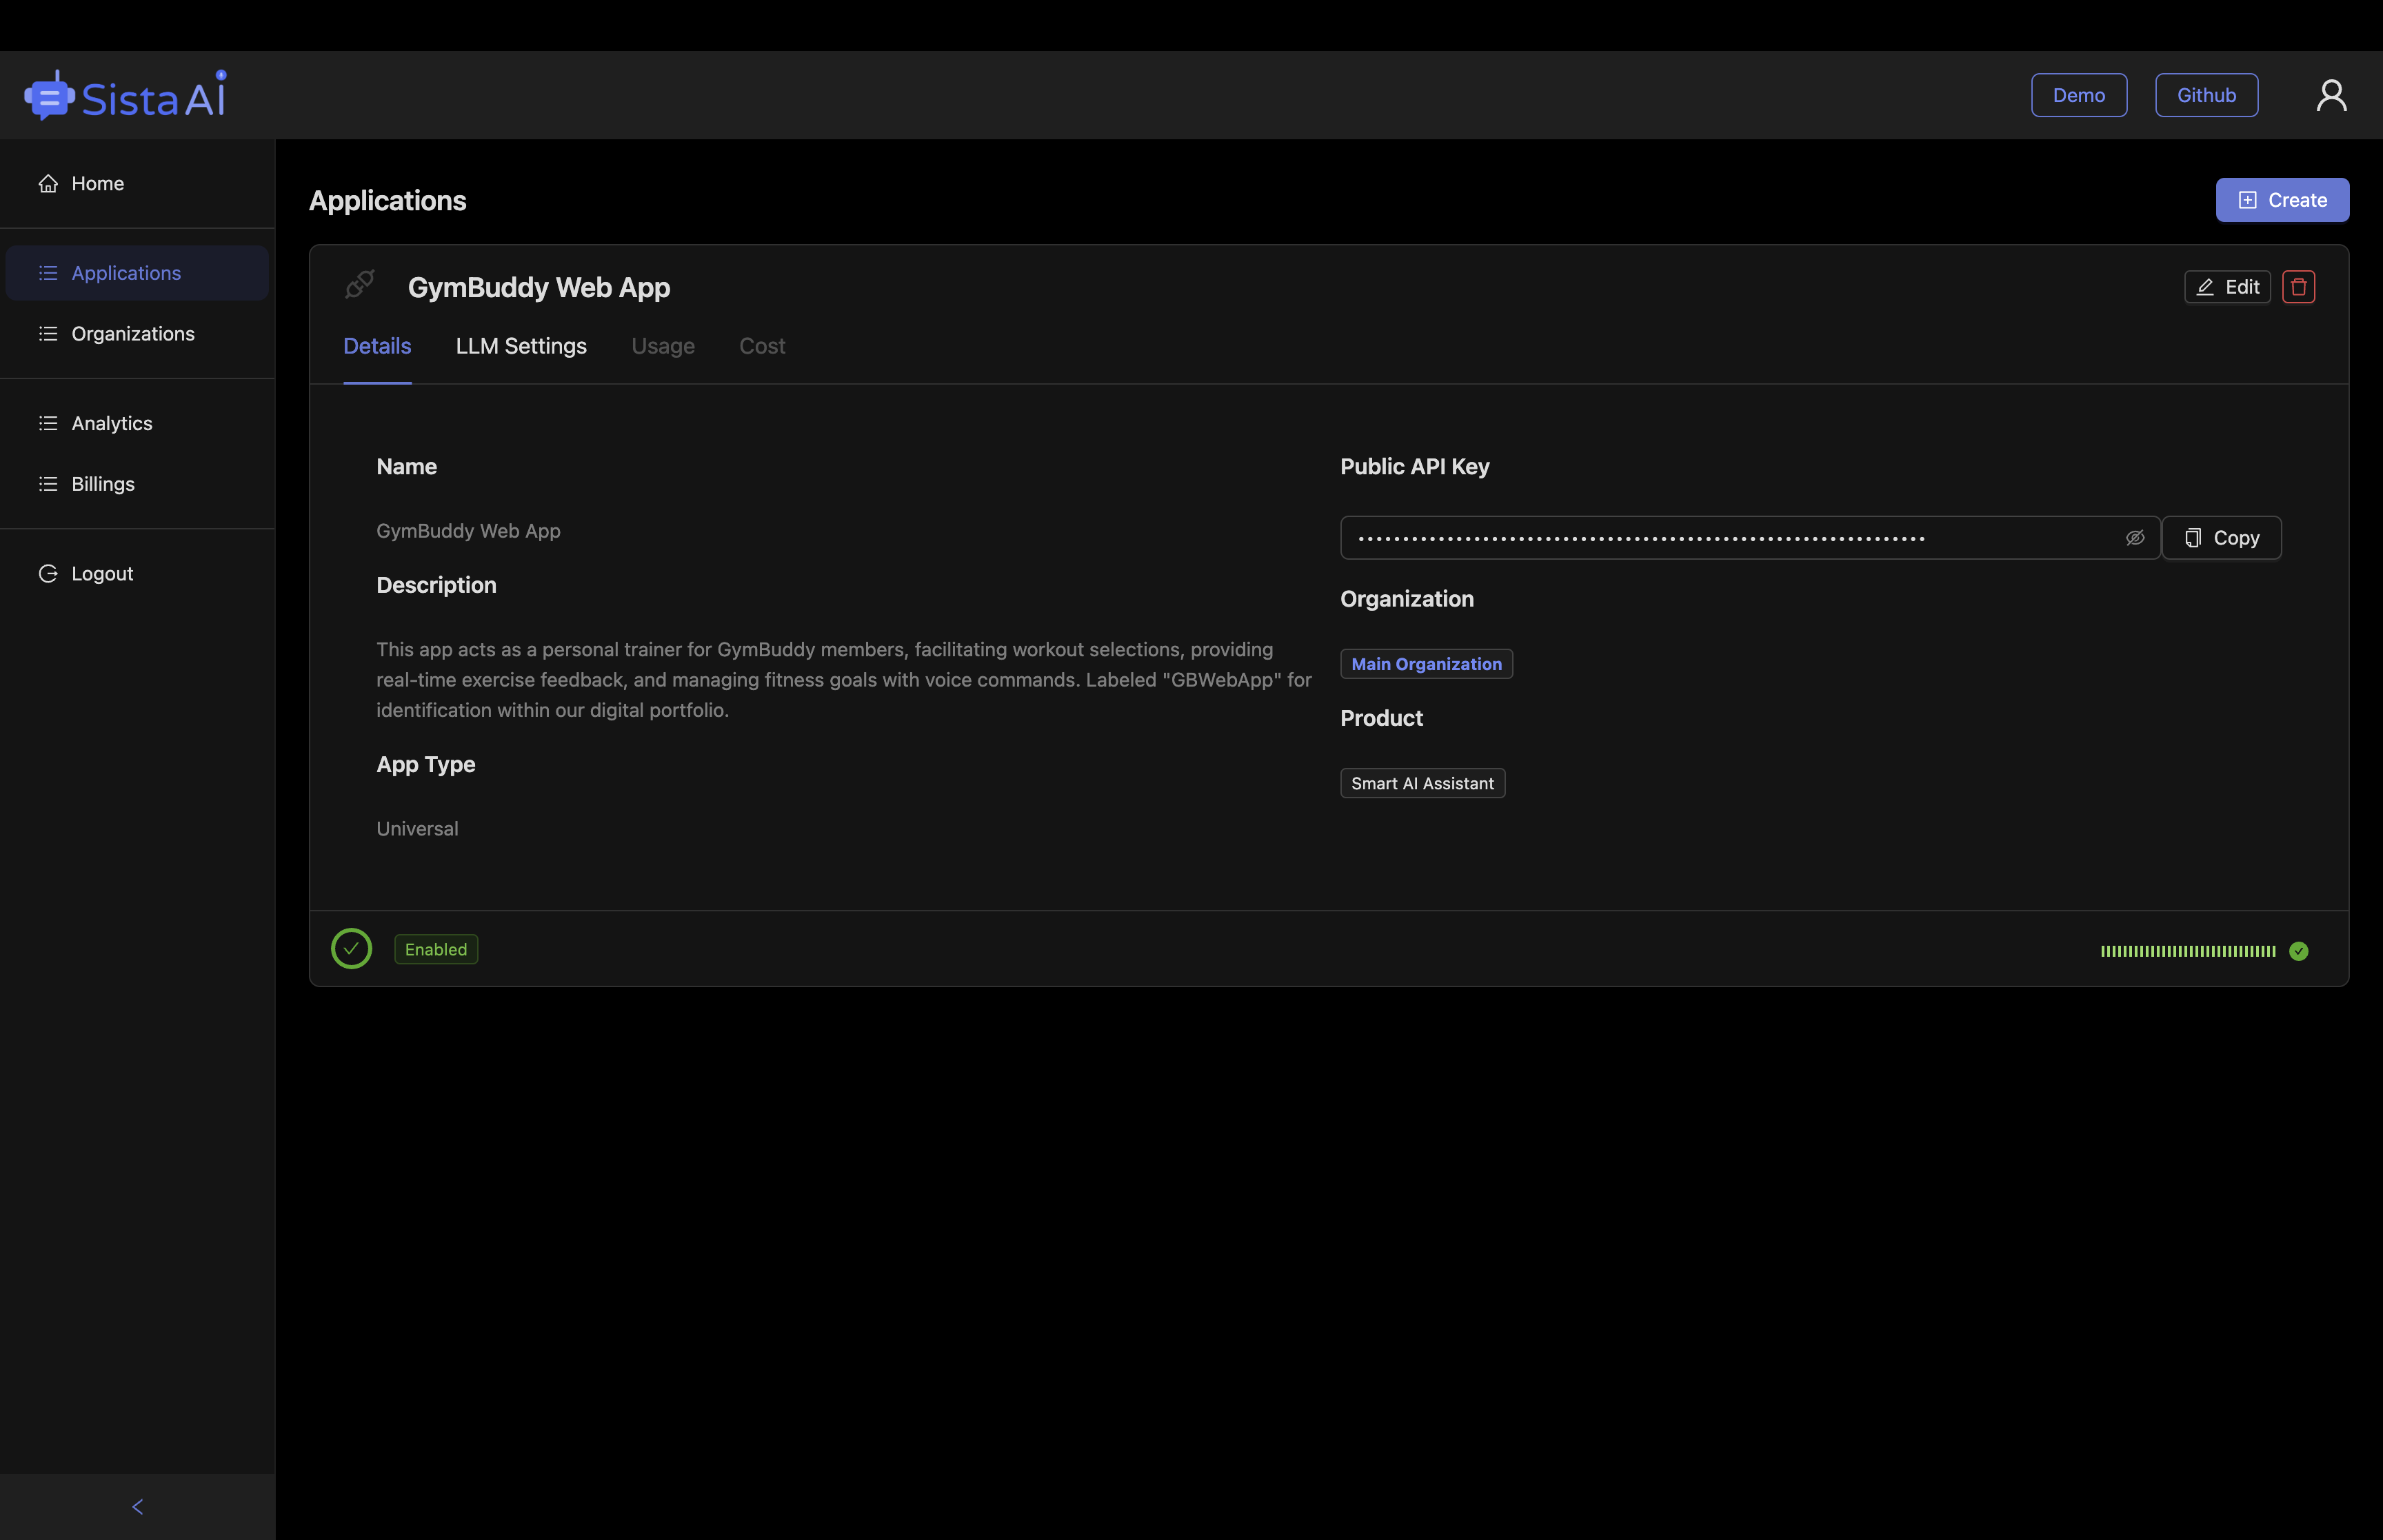 Sista Ai
Demo
Github
Home
Applications
Organizations
Analytics
Billings
Logout
Applications
Create
GymBuddy Web App
Edit
Details
LLM Settings
Usage
Cost
Name
GymBuddy Web App
Description
This app acts as a personal trainer for GymBuddy members, facilitating workout selections, providing
real-time exercise feedback, and managing fitness goals with voice commands. Labeled "GBWebApp" for
identification within our digital portfolio.
App Type
Universal
Public API Key
Copy
Organization
Main Organization
Product
Smart AI Assistant
Enabled